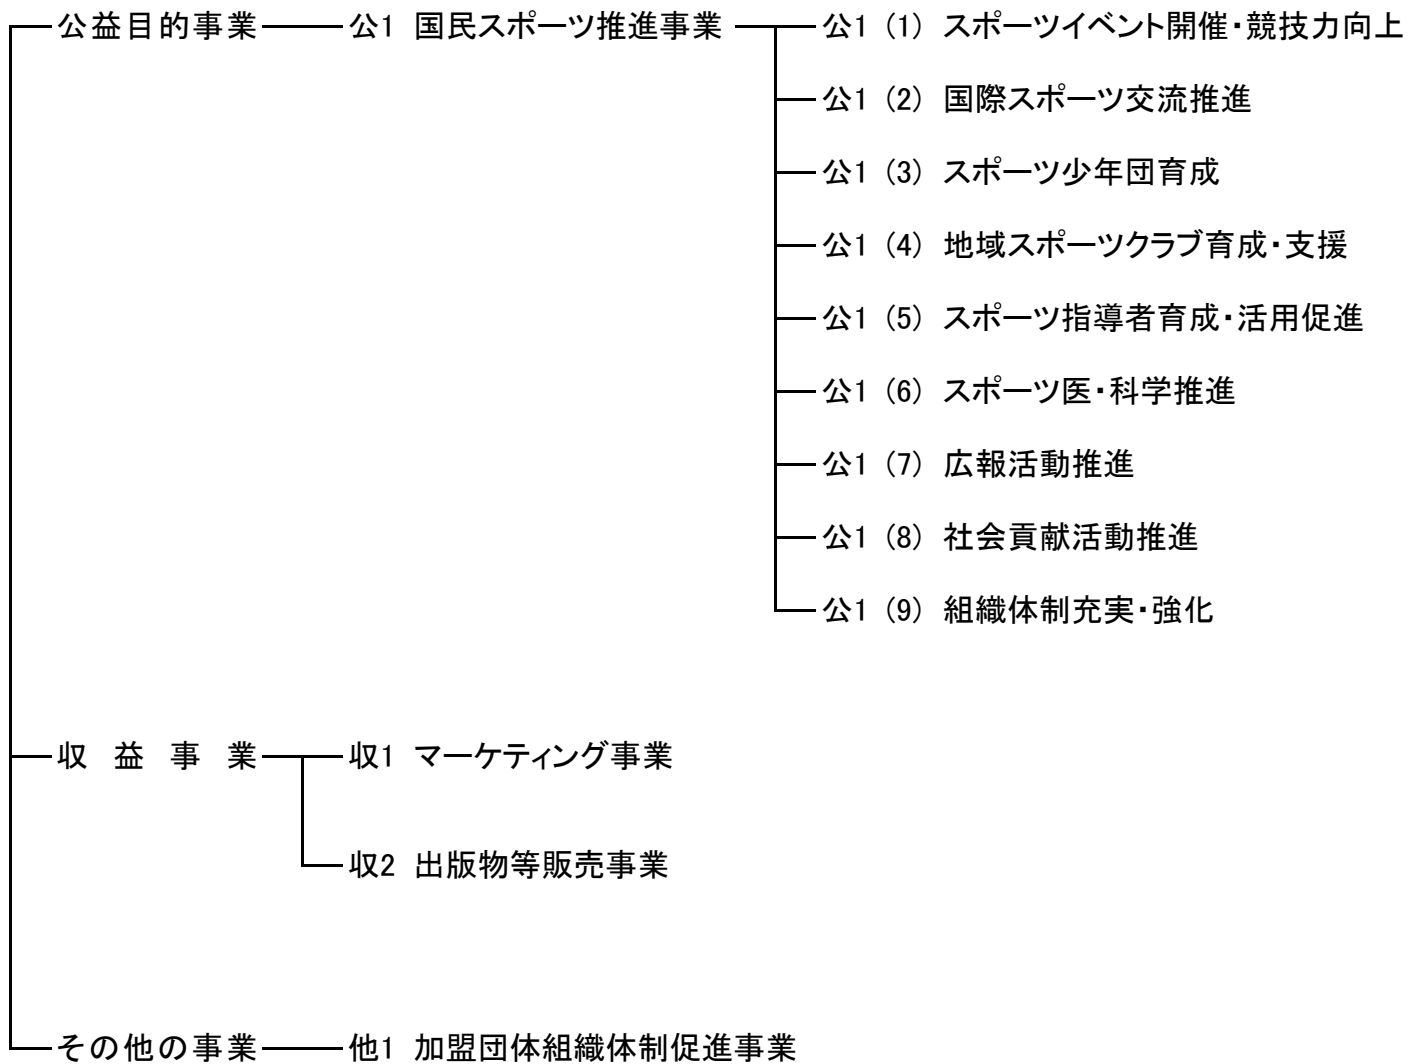 公益目的事業 公1 国民スポーツ推進事業 公1 (1) スポーツイベント開催・競技力向上
公1 (2) 国際スポーツ交流推進
公1 (3) スポーツ少年団育成
公1 (4) 地域スポーツクラブ育成・支援
公1 (5) スポーツ指導者育成・活用促進
公1 (6) スポーツ医・科学推進
公1 (7) 広報活動推進
公1 (8) 社会貢献活動推進
公1 (9) 組織体制充実・強化
収益事業 収1 マーケティング事業
収2 出版物等販売事業
その他の事業 他1 加盟団体組織体制促進事業